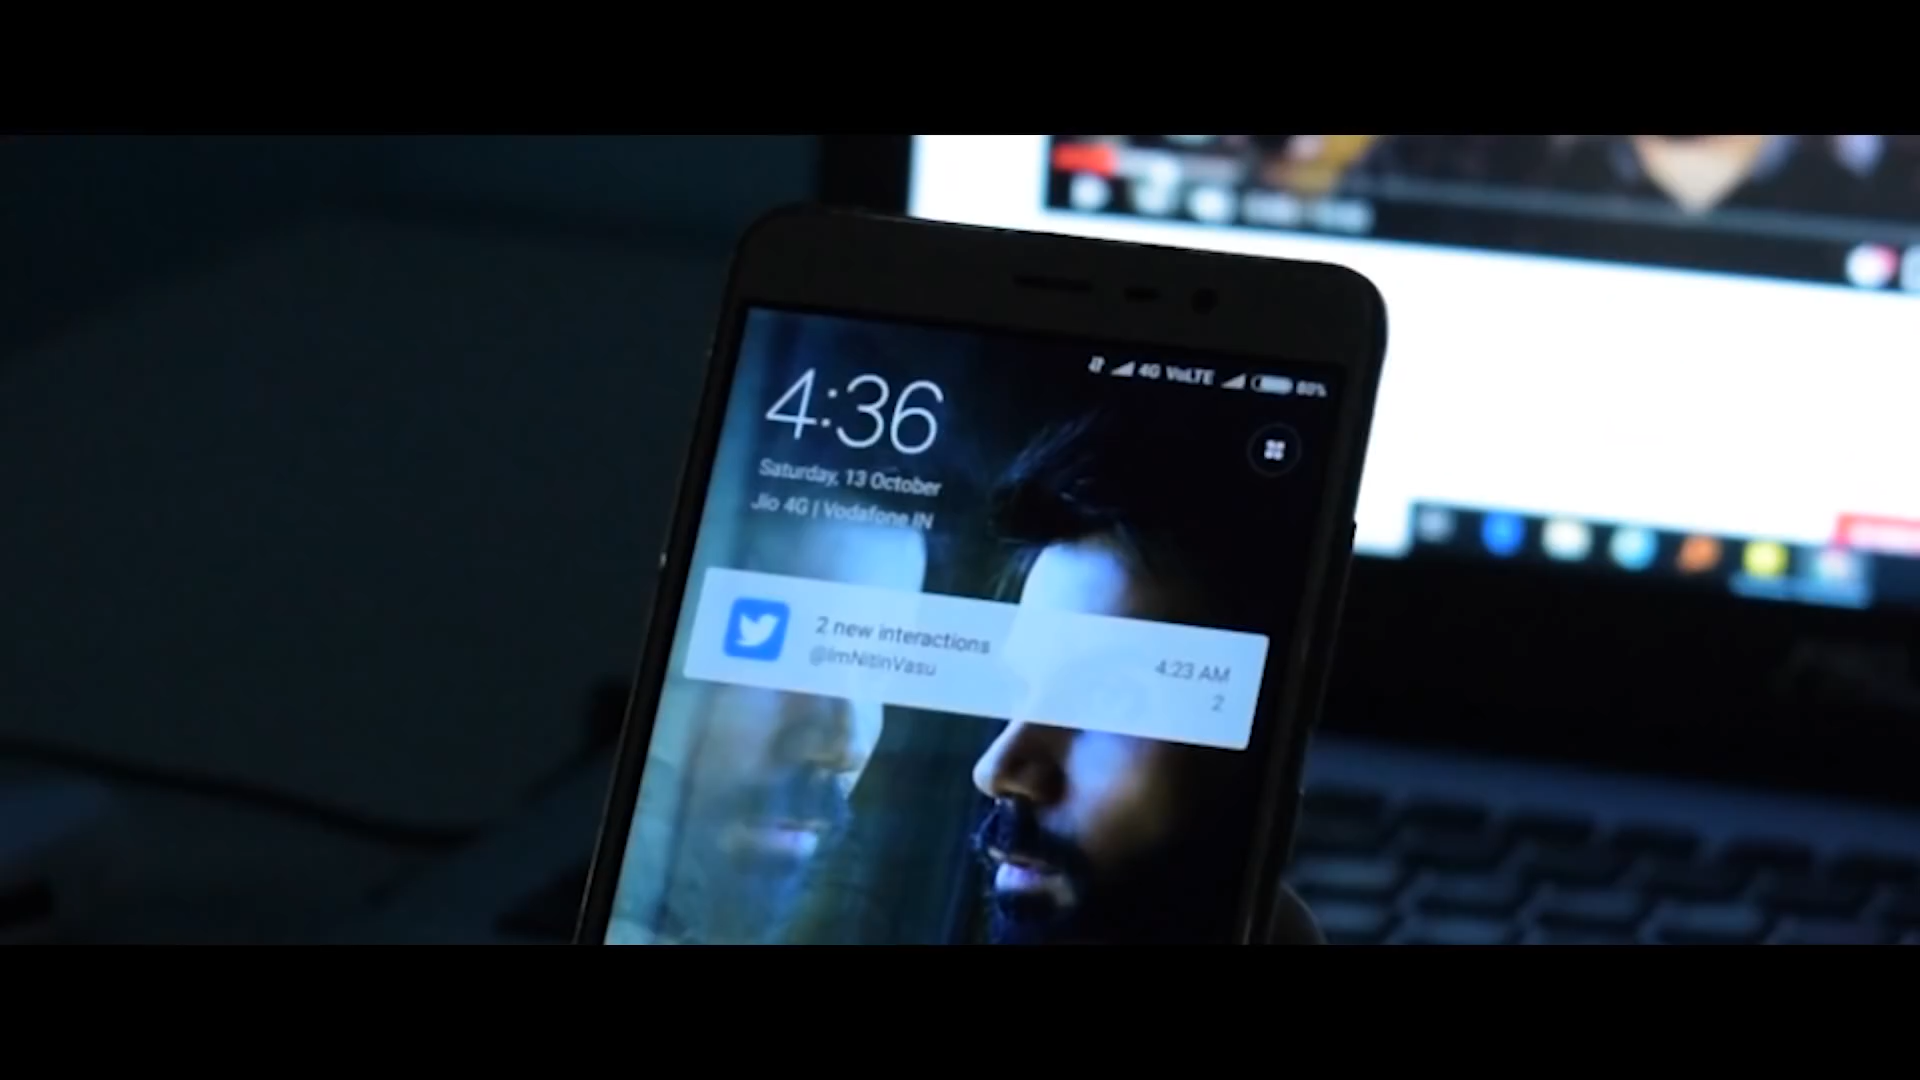 4G VoLTE 80%
4:36
Saturday, 13 October
Jio 4G | Vodafone IN
2 new interactions
@ImNitinVasu
4:23 AM
2